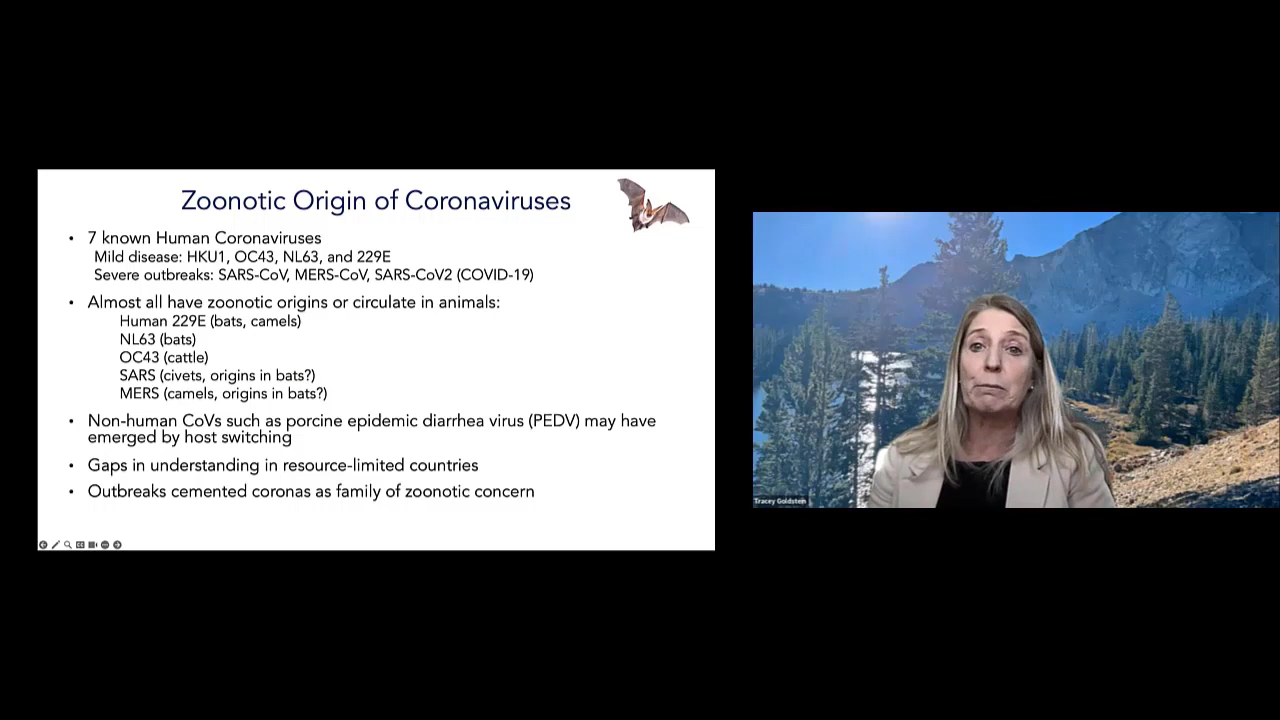 Zoonotic Origin of Coronaviruses
• 7 known Human Coronaviruses
Mild disease: HKU1, OC43, NL63, and 229E
Severe outbreaks: SARS-CoV, MERS-CoV, SARS-CoV2 (COVID-19)
• Almost all have zoonotic origins or circulate in animals:
Human 229E (bats, camels)
NL63 (bats)
OC43 (cattle)
SARS (civets, origins in bats?)
MERS (camels, origins in bats?)
• Non-human CoVs such as porcine epidemic diarrhea virus (PEDV) may have
emerged by host switching
• Gaps in understanding in resource-limited countries
• Outbreaks cemented coronas as family of zoonotic concern
Tracey Goldstein